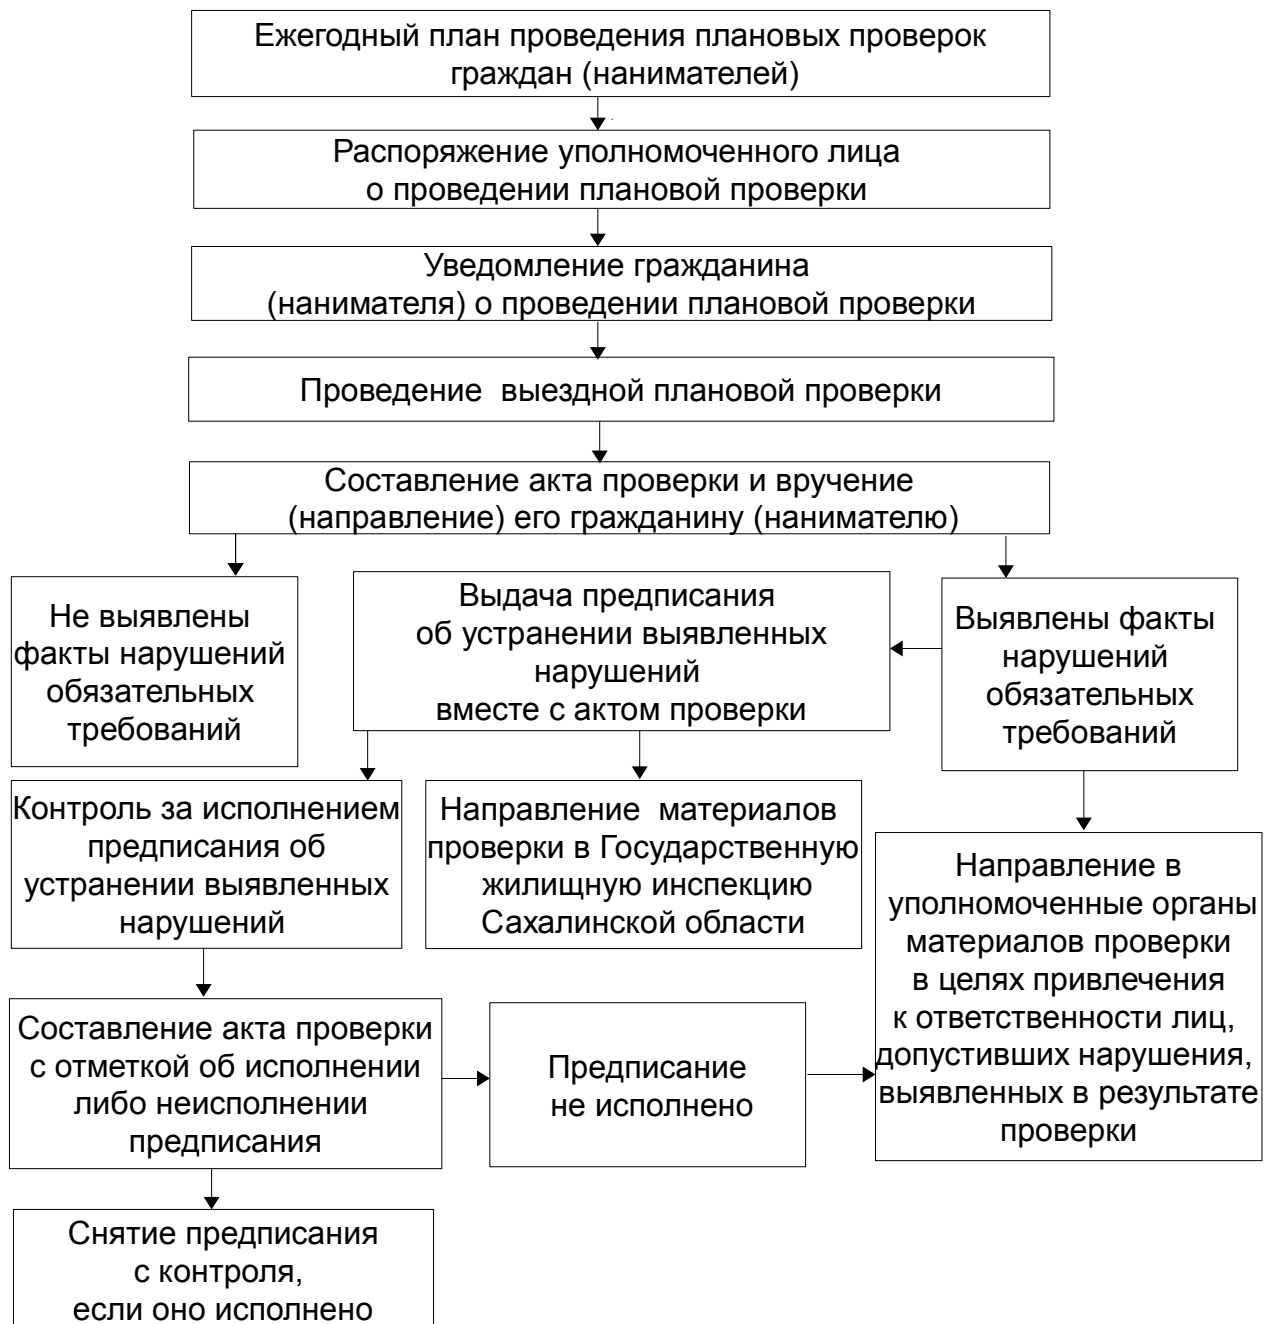 Ежегодный план проведения плановых проверок
граждан (нанимателей)
Распоряжение уполномоченного лица
о проведении плановой проверки
Уведомление гражданина
(нанимателя) о проведении плановой проверки
Проведение выездной плановой проверки
Составление акта проверки и вручение
(направление) его гражданину (нанимателю)
Не выявлены
факты нарушений
обязательных
требований
Выдача предписания
об устранении выявленных
нарушений
вместе с актом проверки
Выявлены факты
нарушений
обязательных
требований
Контроль за исполнением
предписания об
устранении выявленных
нарушений
Направление материалов
проверки в Государственную
жилищную инспекцию
Сахалинской области
Направление в
уполномоченные органы
материалов проверки
в целях привлечения
к ответственности лиц,
допустивших нарушения,
выявленных в результате
проверки
Составление акта проверки
с отметкой об исполнении
либо неисполнении
предписания
Предписание
не исполнено
Снятие предписания
с контроля,
если оно исполнено